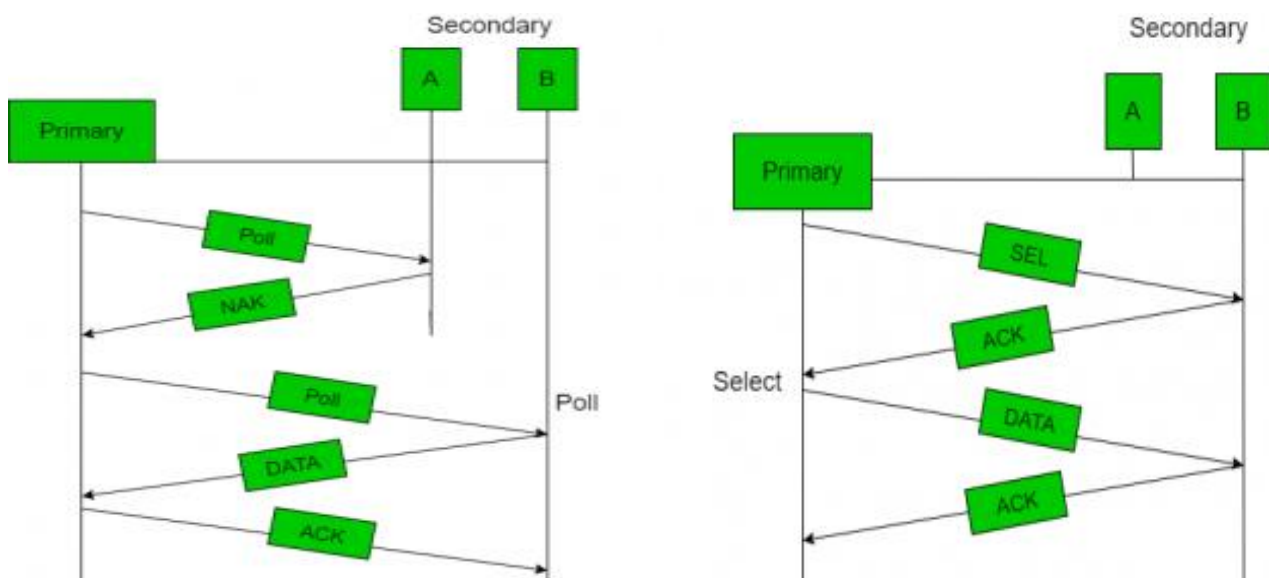 Secondary
A
B
Primary
Poll
NAK
Poll
Poll
DATA
ACK
Secondary
A
B
Primary
SEL
ACK
Select
DATA
ACK